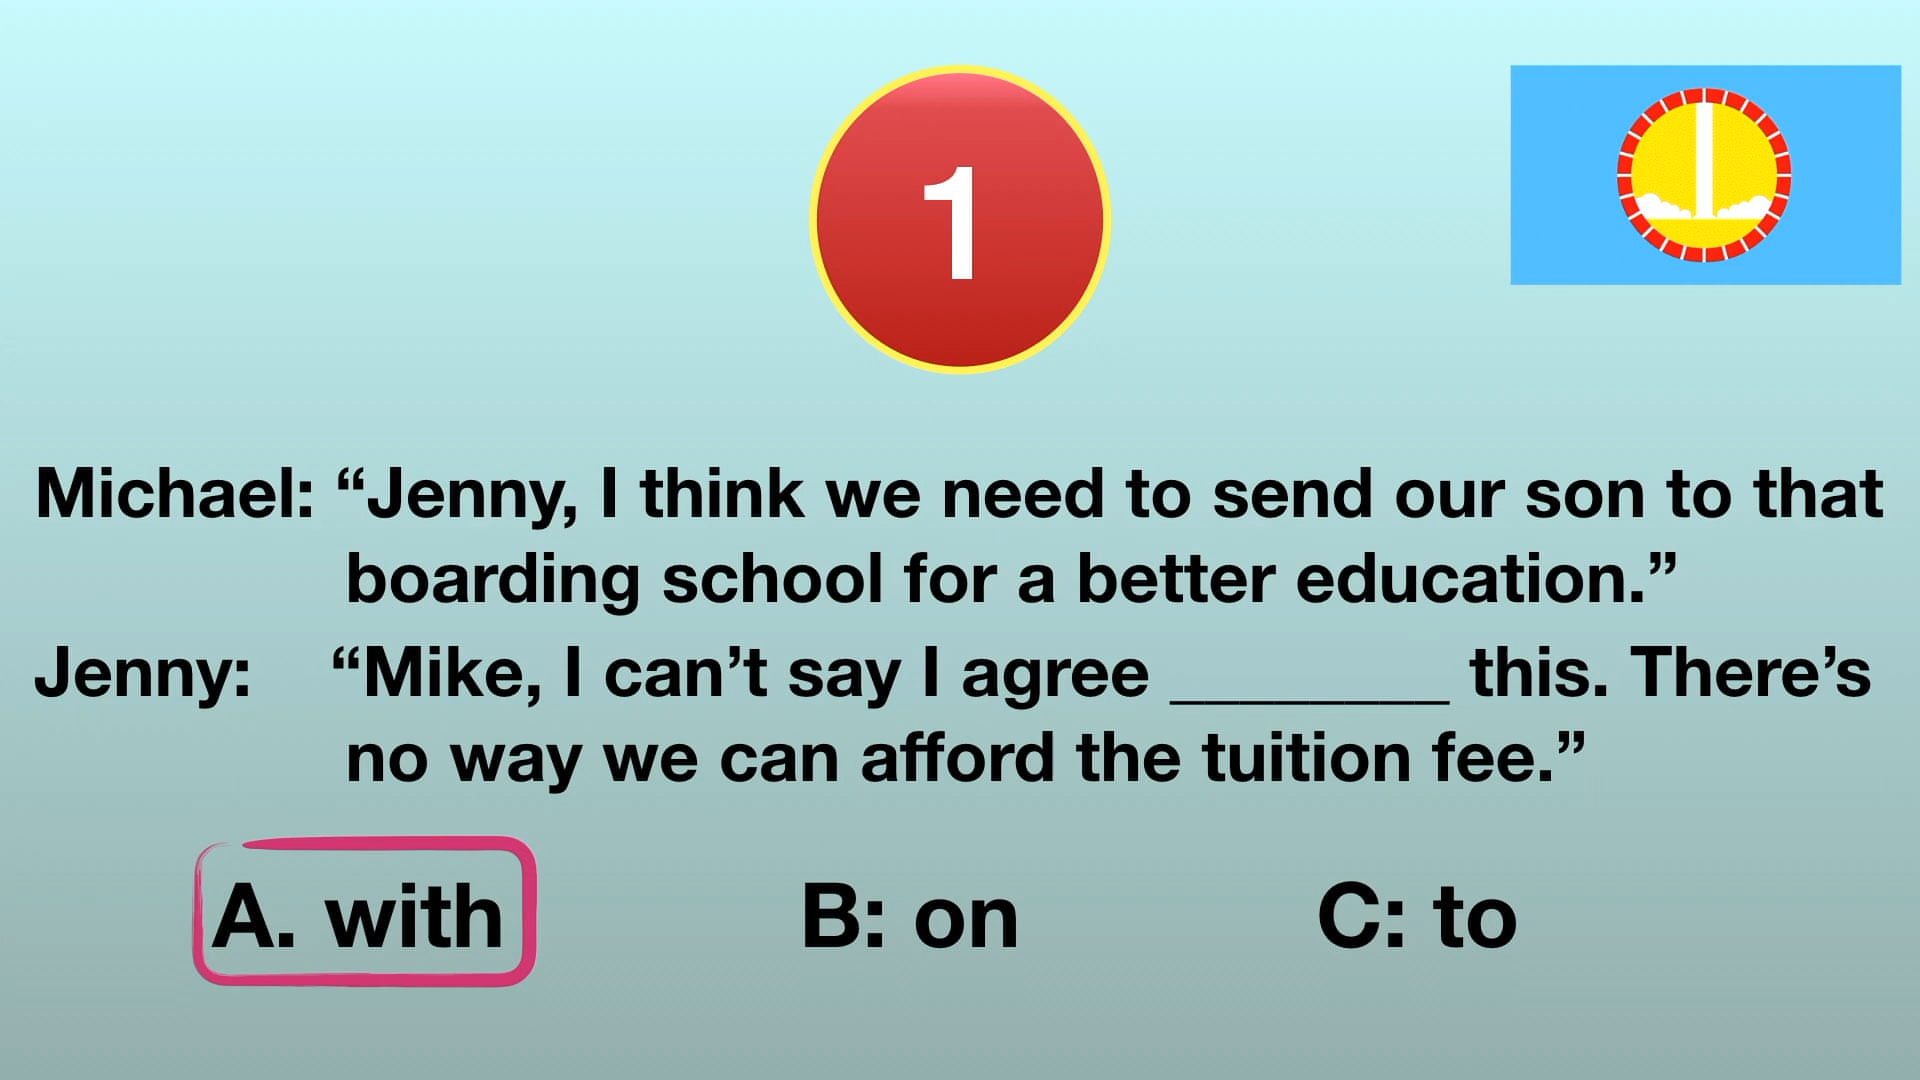 1
Michael: “Jenny, I think we need to send our son to that
boarding school for a better education.”
Jenny: “Mike, I can’t say I agree ________ this. There’s
no way we can afford the tuition fee.”
A. with B: on C: to